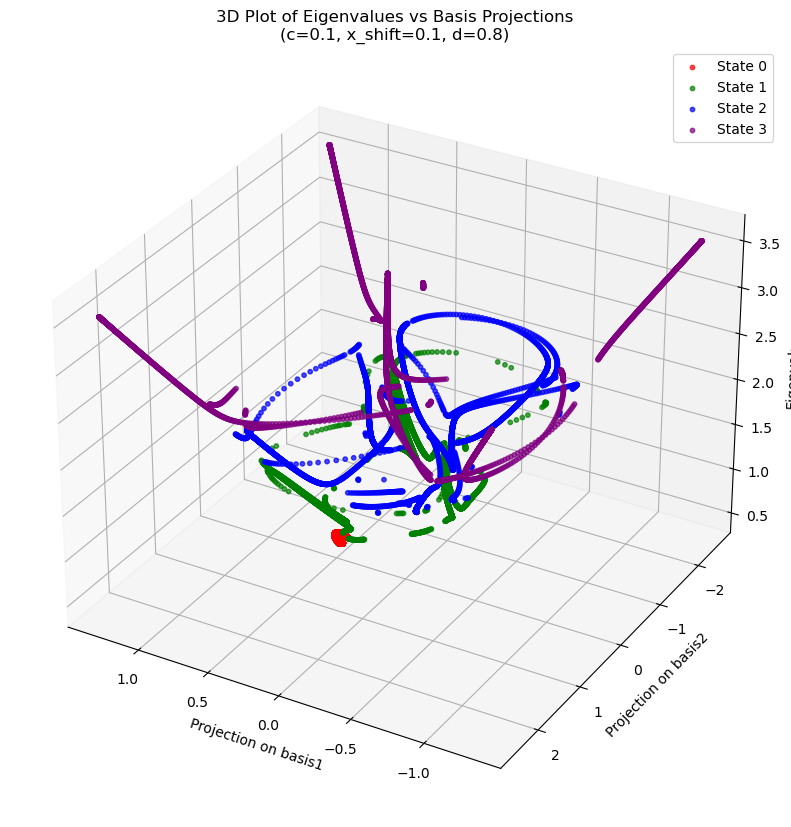 3D Plot of Eigenvalues vs Basis Projections
(c=0.1, x_shift=0.1, d=0.8)
State 0
State 1
State 2
State 3
3.5
3.0
2.5
2.0
1.5
1.0
0.5
−2
−1
0
1
2
Projection on basis2
1.0
0.5
0.0
−0.5
−1.0
Projection on basis1